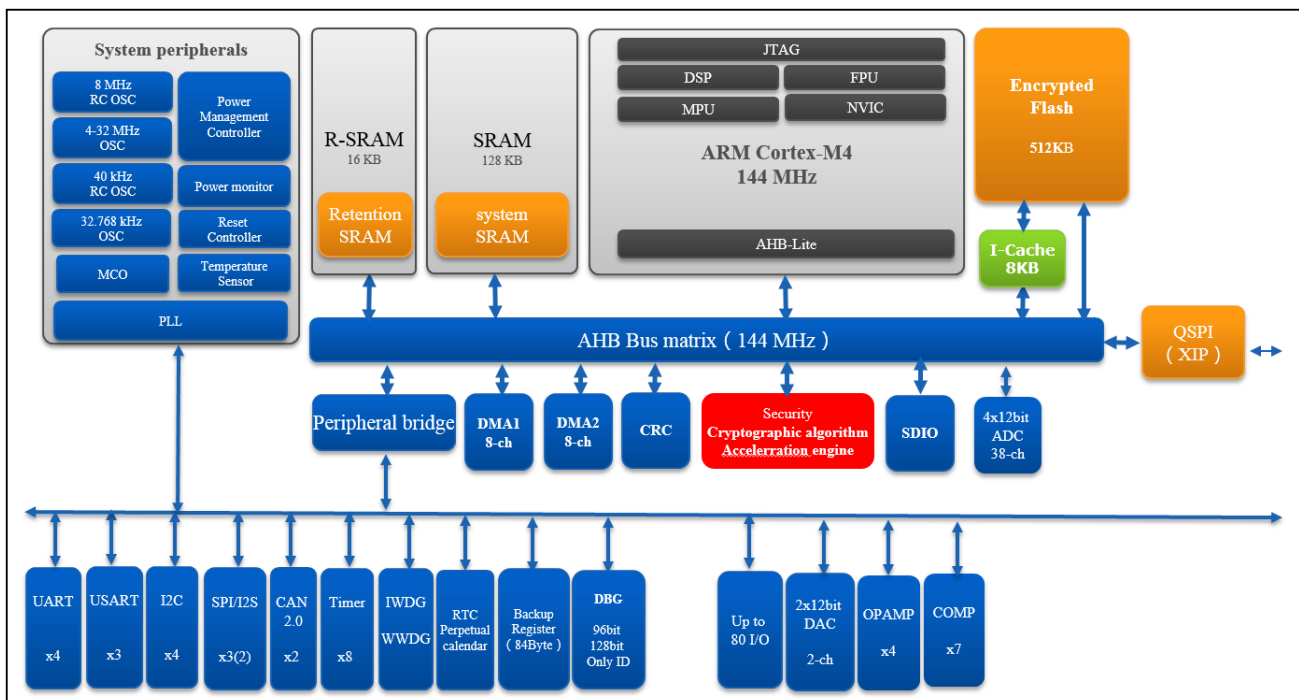 System peripherals
8 MHz
RC OSC
4-32 MHz
OSC
40 kHz
RC OSC
32.768 kHz
OSC
MCO
Power
Management
Controller
Power monitor
Reset
Controller
Temperature
Sensor
PLL
R-SRAM
16 KB
Retention
SRAM
SRAM
128 KB
system
SRAM
JTAG
DSP
FPU
MPU
NVIC
ARM Cortex-M4
144 MHz
AHB-Lite
Encrypted
Flash
512KB
I-Cache
8KB
AHB Bus matrix（144 MHz）
QSPI
（XIP）
Peripheral bridge
DMA1
8-ch
DMA2
8-ch
CRC
Security
Cryptographic algorithm
Accelerration engine
SDIO
4x12bit
ADC
38-ch
UART
x4
USART
x3
I2C
x4
SPI/I2S
x3(2)
CAN
2.0
x2
Timer
x8
IWDG
WWDG
RTC
Perpetual
calendar
Backup
Register
（84Byte）
DBG
96bit
128bit
Only ID
Up to
80 I/O
2x12bit
DAC
2-ch
OPAMP
x4
COMP
x7